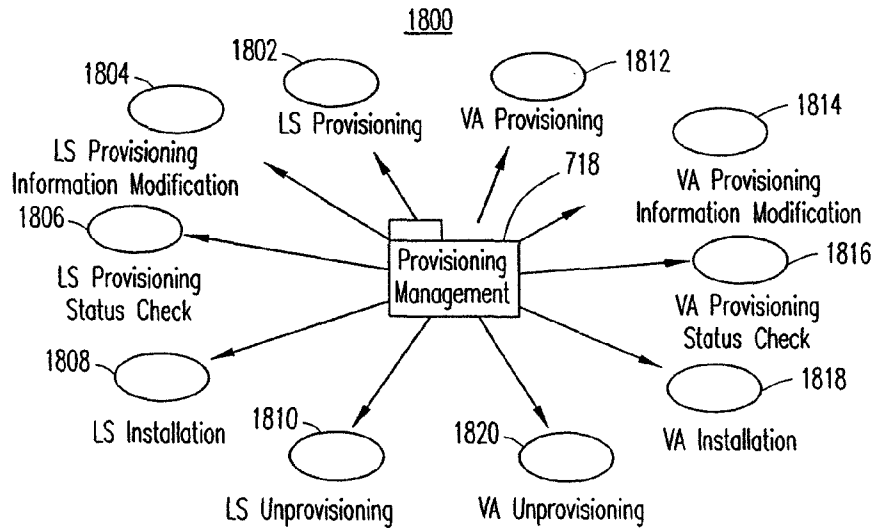 1800
1802
1812
1804
1814
LS Provisioning
VA Provisioning
718
LS Provisioning
Information Modification
VA Provisioning
Information Modification
1806
Provisioning
Management
1816
LS Provisioning
Status Check
VA Provisioning
Status Check
1808
1818
LS Installation
1810
1820
VA Installation
LS Unprovisioning
VA Unprovisioning